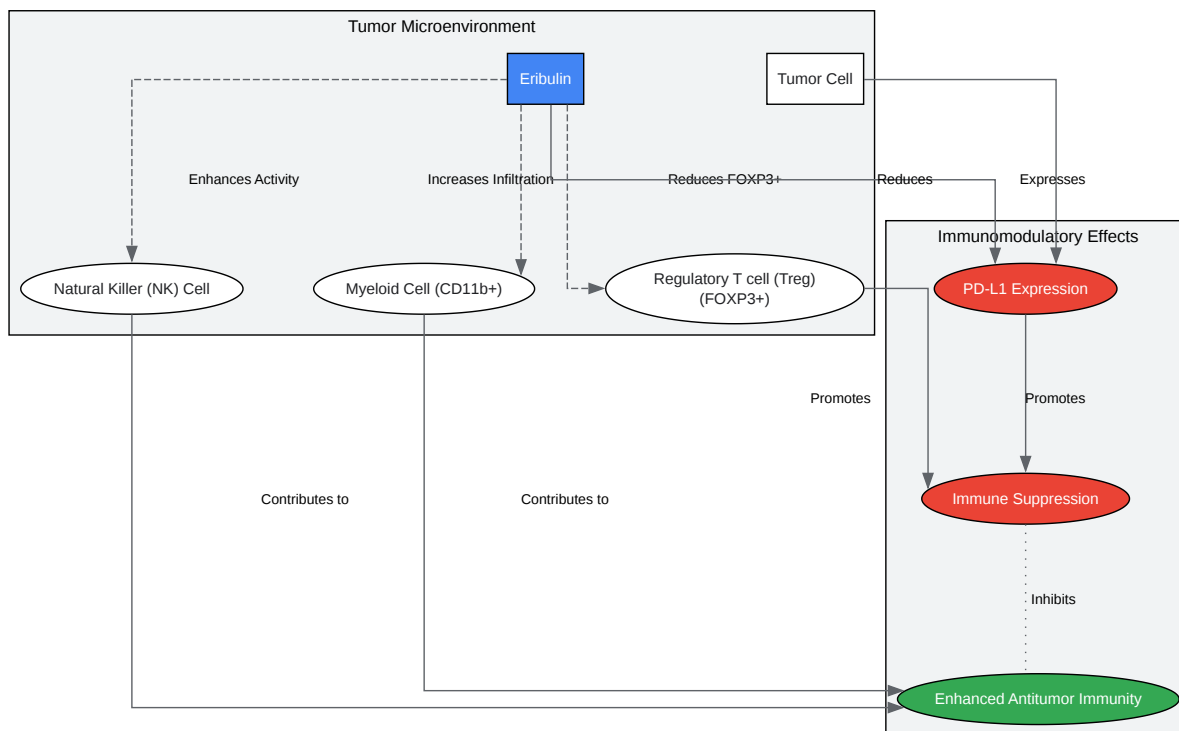 Tumor Microenvironment
Eribulin
Tumor Cell
Enhances Activity
Increases Infiltration
Reduces FOXP3+
Reduces
Expresses
Immunomodulatory Effects
Natural Killer (NK) Cell
Myeloid Cell (CD11b+)
Regulatory T cell (Treg)
(FOXP3+)
PD-L1 Expression
Promotes
Promotes
Contributes to
Contributes to
Immune Suppression
Inhibits
Enhanced Antitumor Immunity